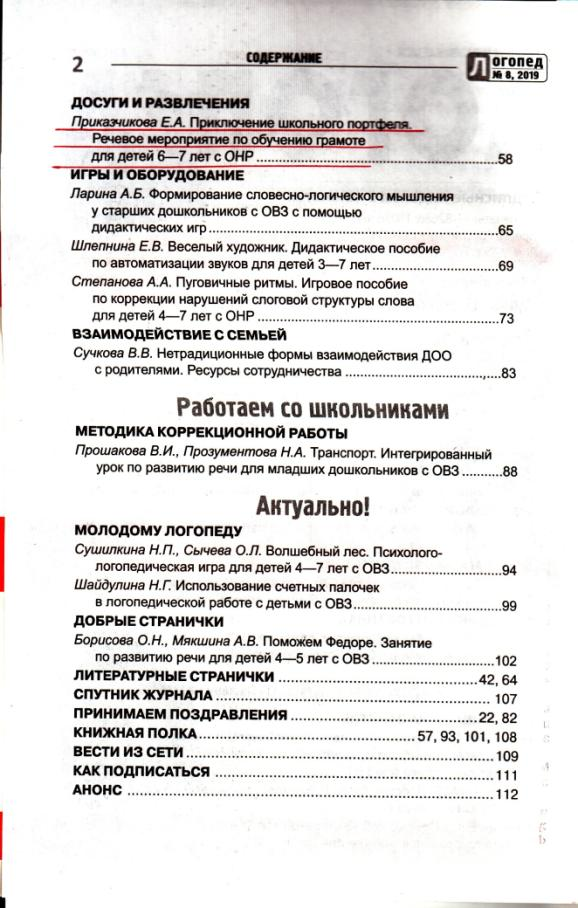 2
СОДЕРЖАНИЕ
Логопед
№ 8, 2019
ДОСУГИ И РАЗВЛЕЧЕНИЯ
Приказчикова Е.А. Приключение школьного портфеля.
Речевое мероприятие по обучению грамоте
для детей 6—7 лет с ОНР ........ 58
ИГРЫ И ОБОРУДОВАНИЕ
Ларина А.Б. Формирование словесно-логического мышления
у старших дошкольников с ОВЗ с помощью
дидактических игр ........ 65
Шлепнина Е.В. Веселый художник. Дидактическое пособие
по автоматизации звуков для детей 3—7 лет ........ 69
Степанова А.А. Пуговичные ритмы. Игровое пособие
по коррекции нарушений слоговой структуры слова
для детей 4—7 лет с ОНР ........ 73
ВЗАИМОДЕЙСТВИЕ С СЕМЬЕЙ
Сучкова В.В. Нетрадиционные формы взаимодействия ДОО
с родителями. Ресурсы сотрудничества ........ 83
Работаем со школьниками
МЕТОДИКА КОРРЕКЦИОННОЙ РАБОТЫ
Прошакова В.И., Прозументова Н.А. Транспорт. Интегрированный
урок по развитию речи для младших дошкольников с ОВЗ ........ 88
Актуально!
МОЛОДОМУ ЛОГОПЕДУ
Сушилкина Н.П., Сычева О.Л. Волшебный лес. Психолого-
логопедическая игра для детей 4—7 лет с ОВЗ ........ 94
Шайдулина Н.Г. Использование счетных палочек
в логопедической работе с детьми с ОВЗ ........ 99
ДОБРЫЕ СТРАНИЧКИ
Борисова О.Н., Мякшина А.В. Поможем Федоре. Занятие
по развитию речи для детей 4—5 лет с ОВЗ ........ 102
ЛИТЕРАТУРНЫЕ СТРАНИЧКИ ........ 42, 64
СПУТНИК ЖУРНАЛА ........ 107
ПРИНИМАЕМ ПОЗДРАВЛЕНИЯ ........ 22, 82
КНИЖНАЯ ПОЛКА ........ 57, 93, 101, 108
ВЕСТИ ИЗ СЕТИ ........ 109
КАК ПОДПИСАТЬСЯ ........ 111
АНОНС ........ 112